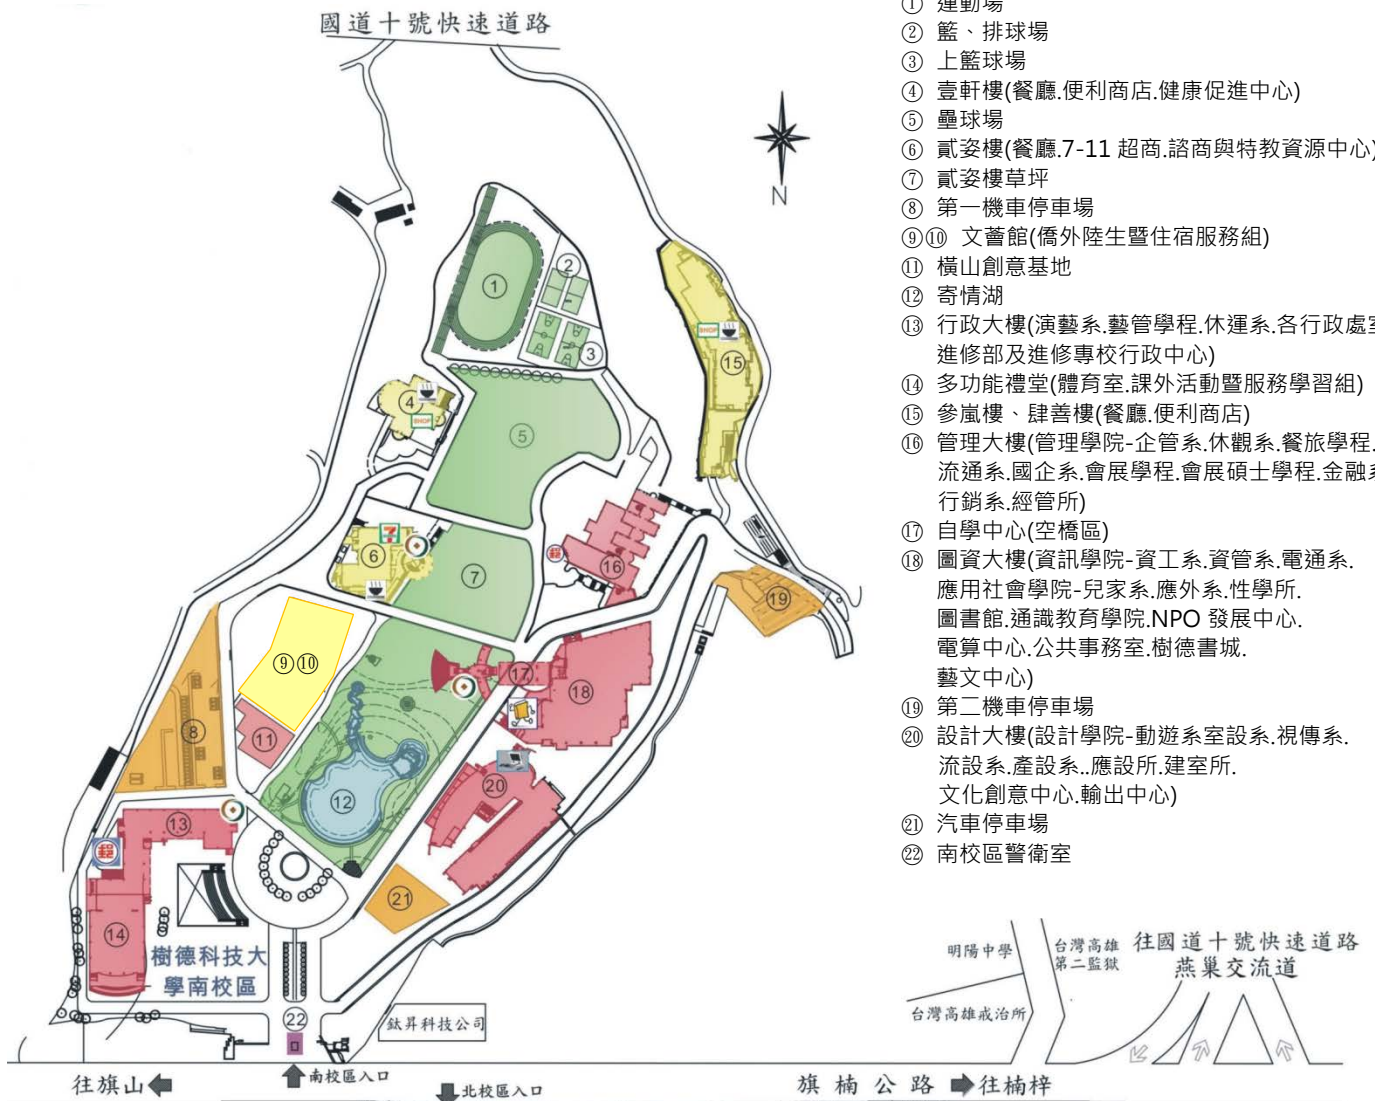 國道十號快速道路
① 運動場
② 籃、排球場
③ 上籃球場
④ 壹軒樓(餐廳.便利商店.健康促進中心)
⑤ 壘球場
⑥ 貳姿樓(餐廳.7-11 超商.諮商與特教資源中心)
⑦ 貳姿樓草坪
⑧ 第一機車停車場
⑨⑩ 文薈館(僑外陸生暨住宿服務組)
⑪ 橫山創意基地
⑫ 寄情湖
⑬ 行政大樓(演藝系.藝管學程.休運系.各行政處室
進修部及進修專校行政中心)
⑭ 多功能禮堂(體育室.課外活動暨服務學習組)
⑮ 參嵐樓、肆善樓(餐廳.便利商店)
⑯ 管理大樓(管理學院-企管系.休觀系.餐旅學程.
流通系.國企系.會展學程.會展碩士學程.金融系
行銷系.經管所)
⑰ 自學中心(空橋區)
⑱ 圖資大樓(資訊學院-資工系.資管系.電通系.
應用社會學院-兒家系.應外系.性學所.
圖書館.通識教育學院.NPO 發展中心.
電算中心.公共事務室.樹德書城.
藝文中心)
⑲ 第二機車停車場
⑳ 設計大樓(設計學院-動遊系室設系.視傳系.
流設系.產設系..應設所.建室所.
文化創意中心.輸出中心)
㉑ 汽車停車場
㉒ 南校區警衛室
N
①
②
③
④
SHOP
⑤
⑥
7
⑦
⑧
⑨⑩
⑪
⑫
⑬
⑭
⑮
SHOP
⑯
⑰
⑱
⑲
⑳
㉑
㉒
樹德科技大
學南校區
鈦昇科技公司
明陽中學
台灣高雄
第二監獄
台灣高雄戒治所
往國道十號快速道路
燕巢交流道
往旗山
南校區入口
北校區入口
旗楠公路
往楠梓